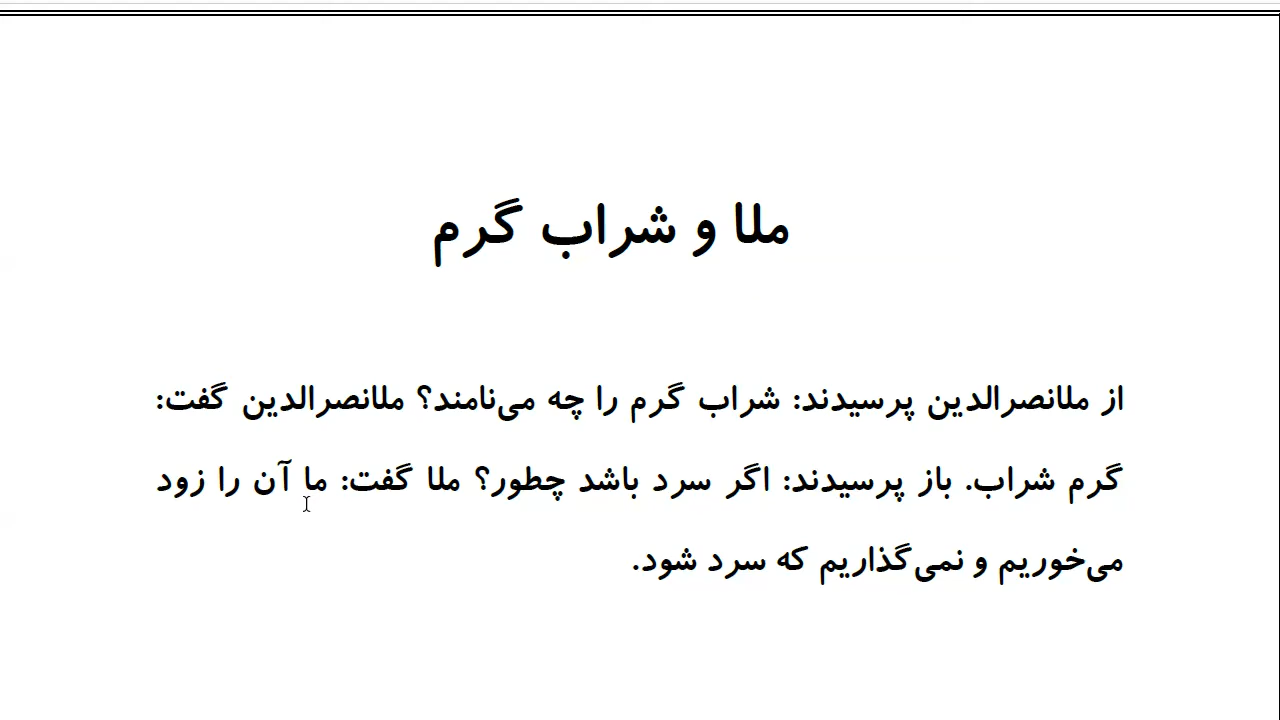 ملا و شراب گرم
از ملانصرالدین پرسیدند: شراب گرم را چه می‌نامند؟ ملانصرالدین گفت:
گرم شراب. باز پرسیدند: اگر سرد باشد چطور؟ ملا گفت: ما آن را زود
می‌خوریم و نمی‌گذاریم که سرد شود.